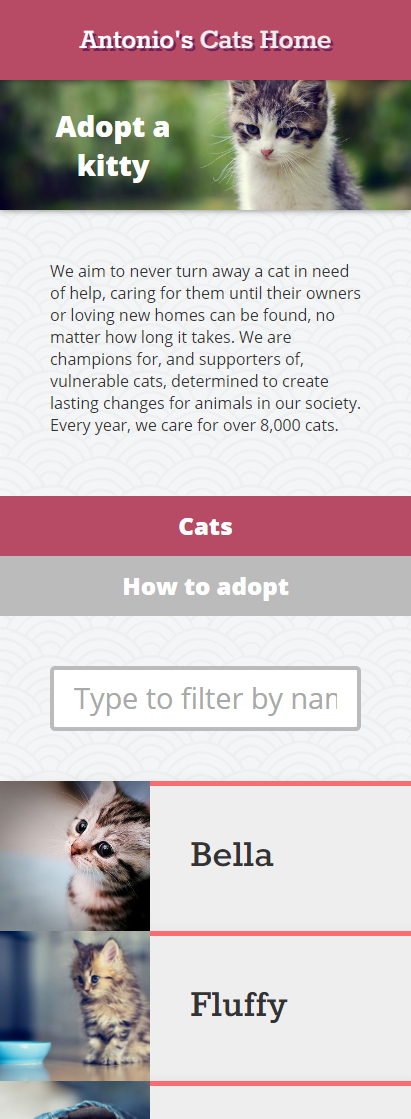 Antonio's Cats Home
Adopt a
kitty
We aim to never turn away a cat in need
of help, caring for them until their owners
or loving new homes can be found, no
matter how long it takes. We are
champions for, and supporters of,
vulnerable cats, determined to create
lasting changes for animals in our society.
Every year, we care for over 8,000 cats.
Cats
How to adopt
Type to filter by
Bella
Fluffy